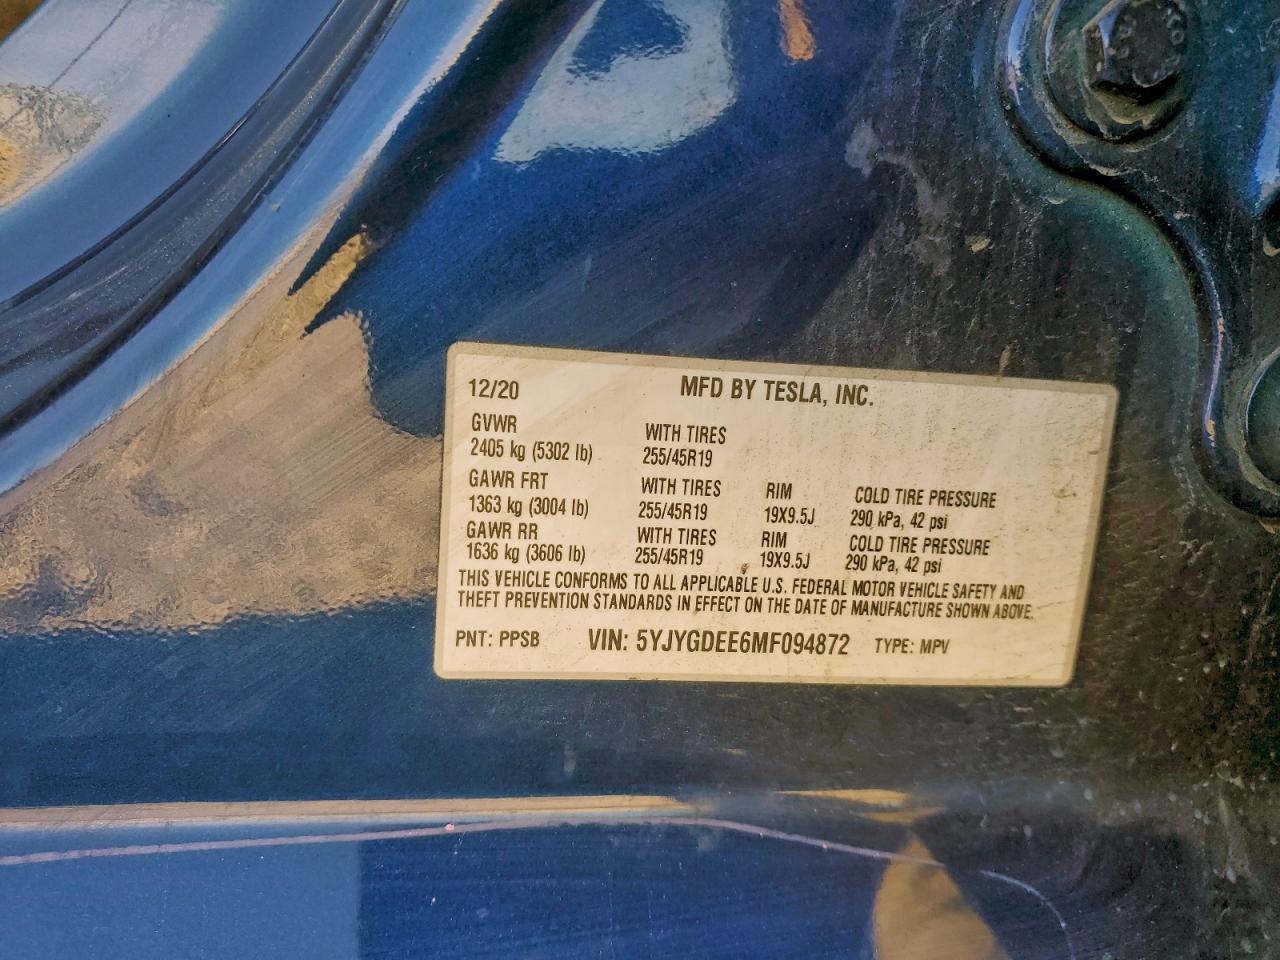 12/20 MFD BY TESLA, INC.
GVWR
2405 kg (5302 lb)
WITH TIRES
255/45R19
GAWR FRT
1363 kg (3004 lb)
WITH TIRES
255/45R19
RIM
19X9.5J
COLD TIRE PRESSURE
290 kPa, 42 psi
GAWR RR
1636 kg (3606 lb)
WITH TIRES
255/45R19
RIM
19X9.5J
COLD TIRE PRESSURE
290 kPa, 42 psi
THIS VEHICLE CONFORMS TO ALL APPLICABLE U.S. FEDERAL MOTOR VEHICLE SAFETY AND
THEFT PREVENTION STANDARDS IN EFFECT ON THE DATE OF MANUFACTURE SHOWN ABOVE.
PNT: PPSB VIN: 5YJYGDEE6MF094872 TYPE: MPV